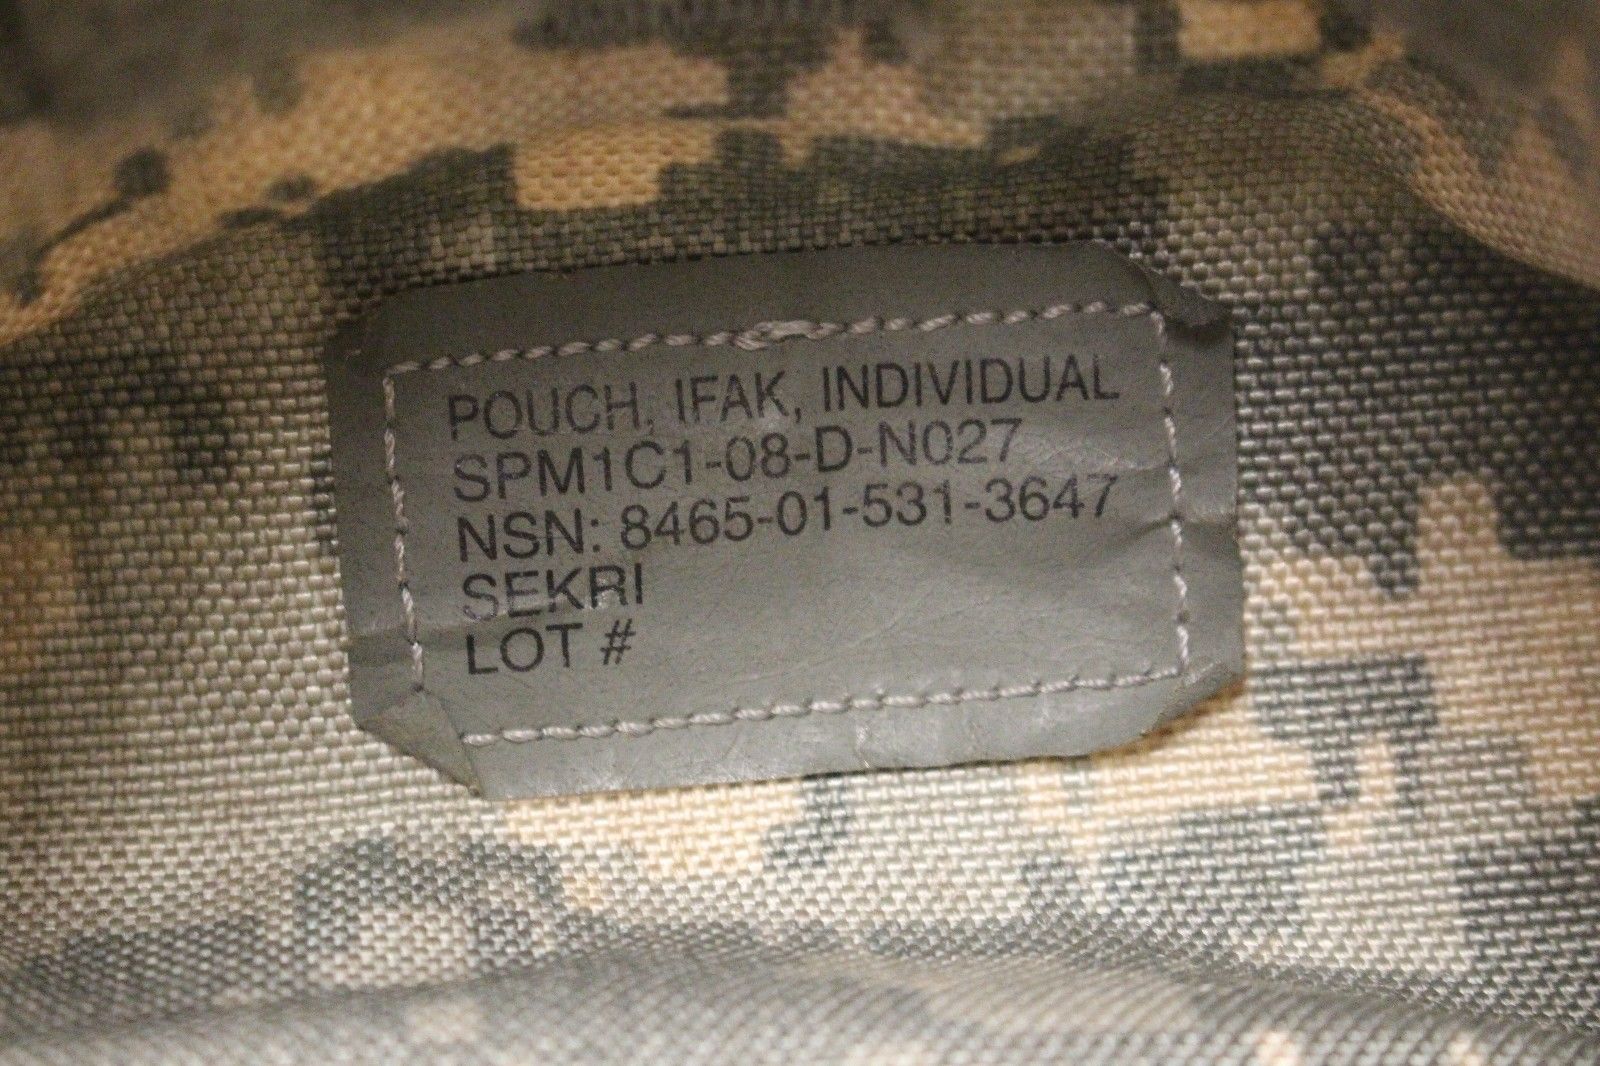 POUCH, IFAK, INDIVIDUAL
SPM1C1-08-D-N027
NSN: 8465-01-531-3647
SEKRI
LOT #